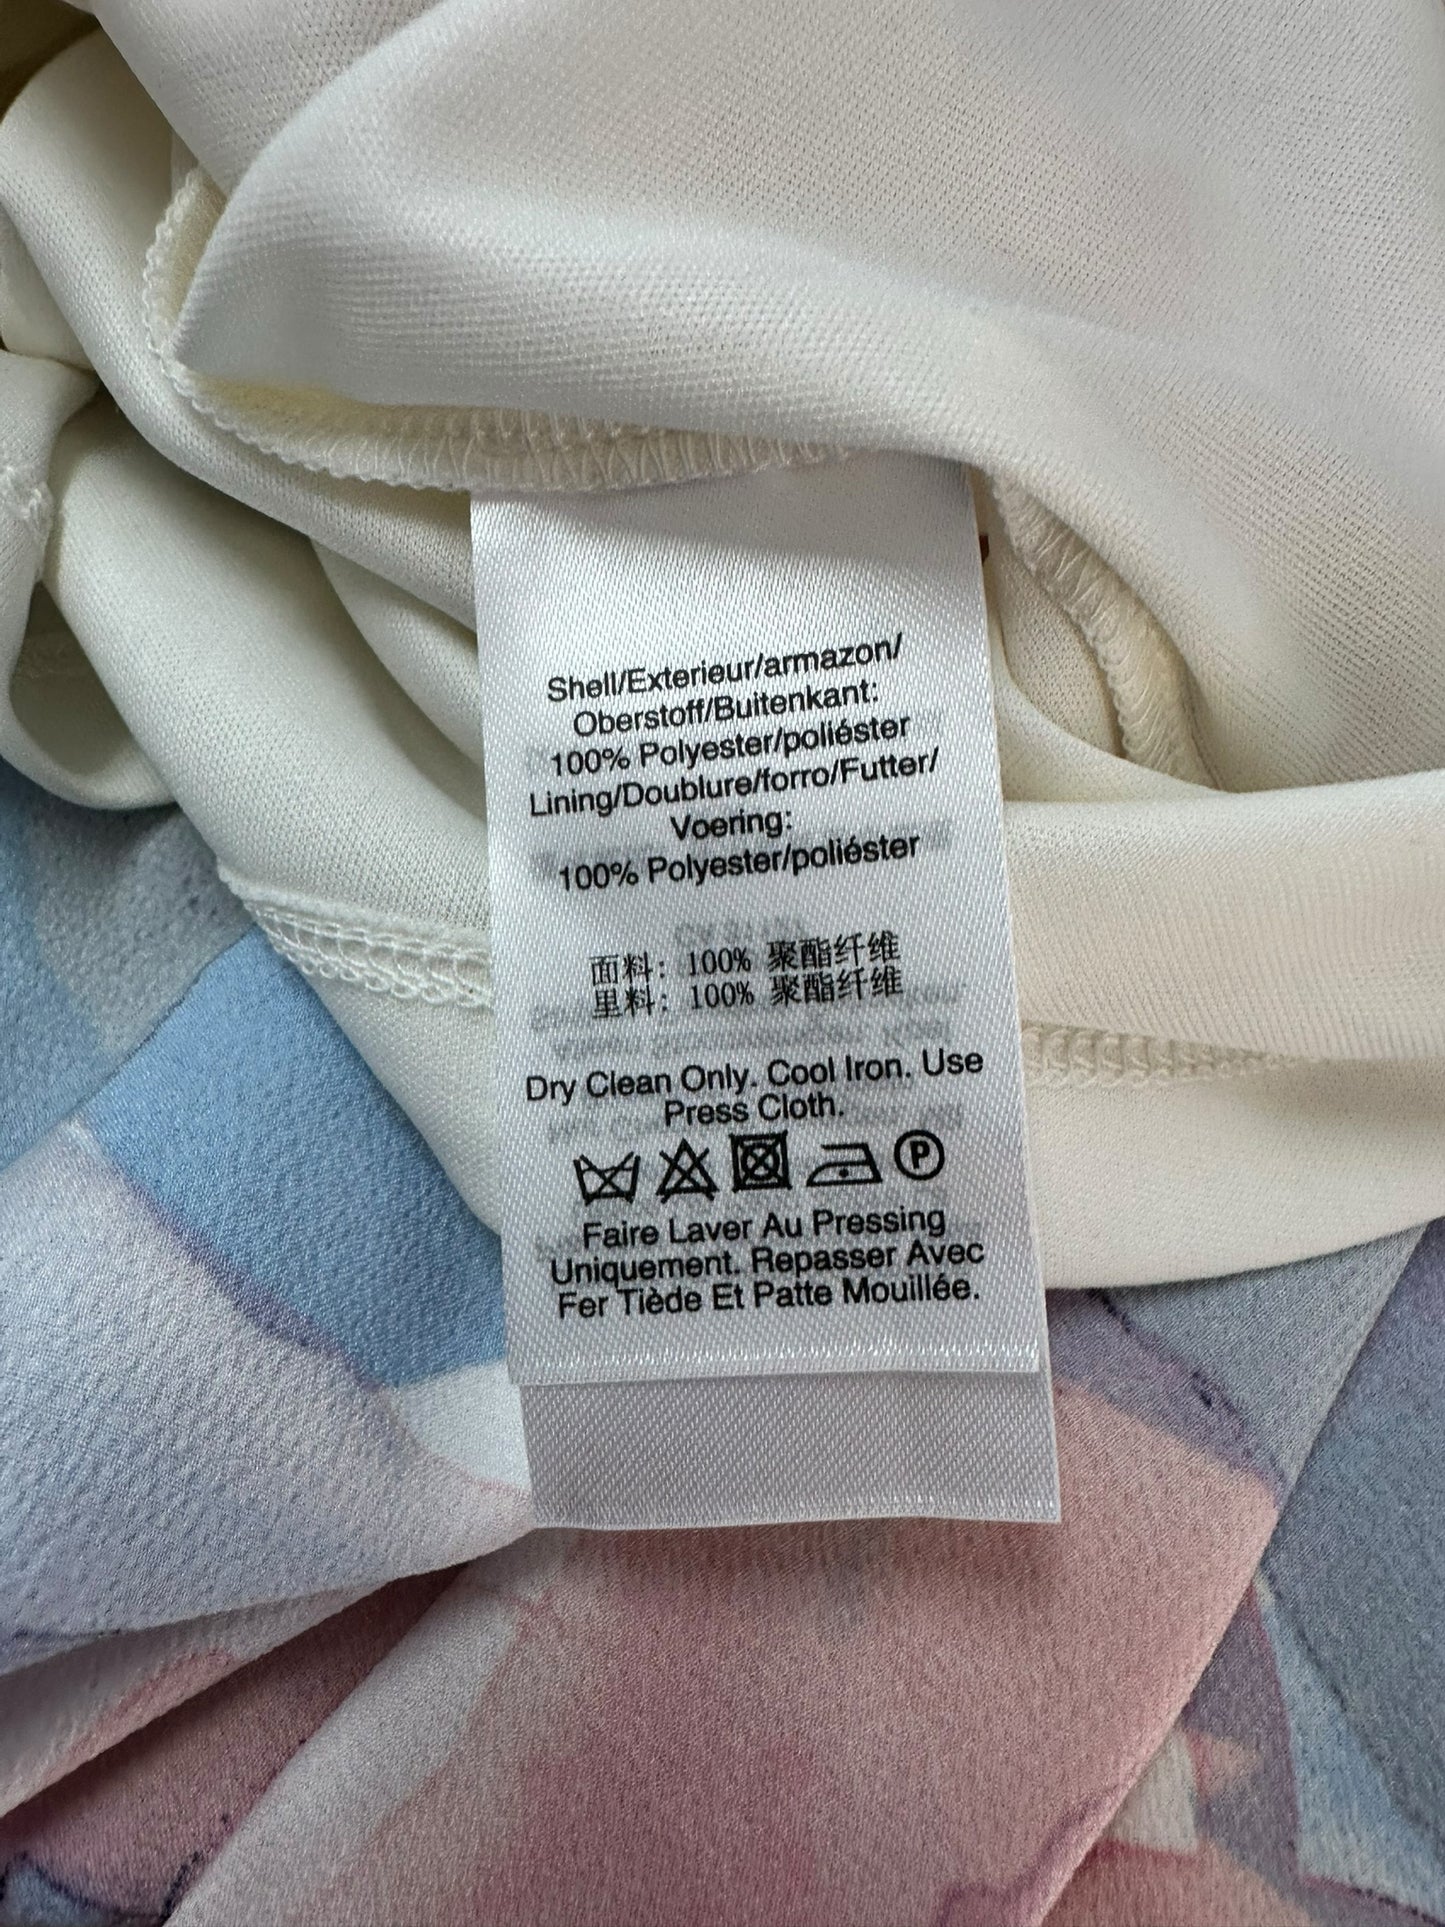 Shell/Exterieur/armazon/
Oberstoff/Buitenkant:
100% Polyester/poliéster
Lining/Doublure/forro/Futter/
Voering:
100% Polyester/poliéster
面料: 100% 聚酯纤维
里料: 100% 聚酯纤维
Dry Clean Only. Cool Iron. Use
Press Cloth.
P
Faire Laver Au Pressing
Uniquement. Repasser Avec
Fer Tiède Et Patte Mouillée.